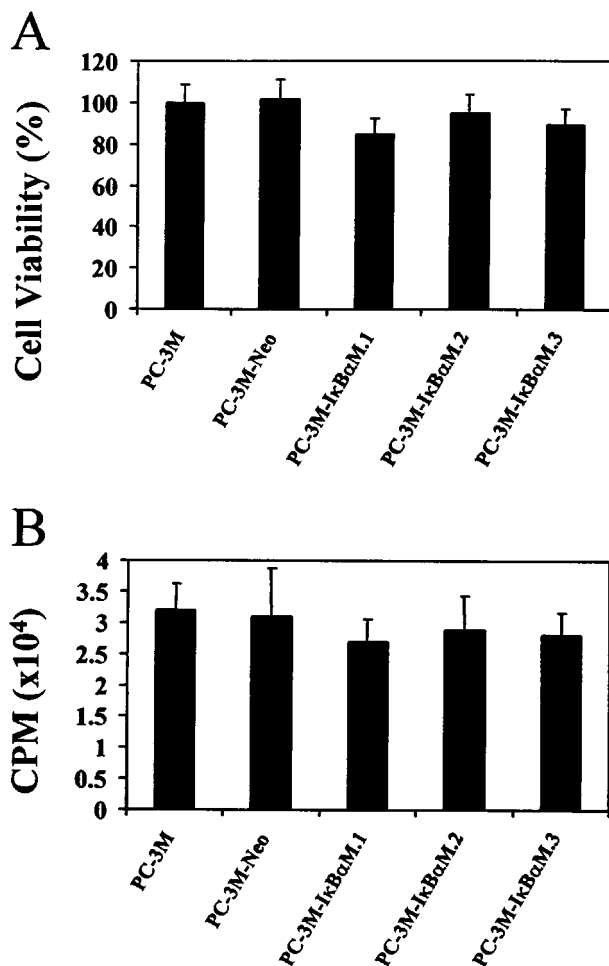 A
Cell Viability (%)
120
100
80
60
40
20
0
PC-3M
PC-3M-Neo
PC-3M-IκBαM.1
PC-3M-IκBαM.2
PC-3M-IκBαM.3
B
CPM (x10⁴)
4
3.5
3
2.5
2
1.5
1
0.5
0
PC-3M
PC-3M-Neo
PC-3M-IκBαM.1
PC-3M-IκBαM.2
PC-3M-IκBαM.3